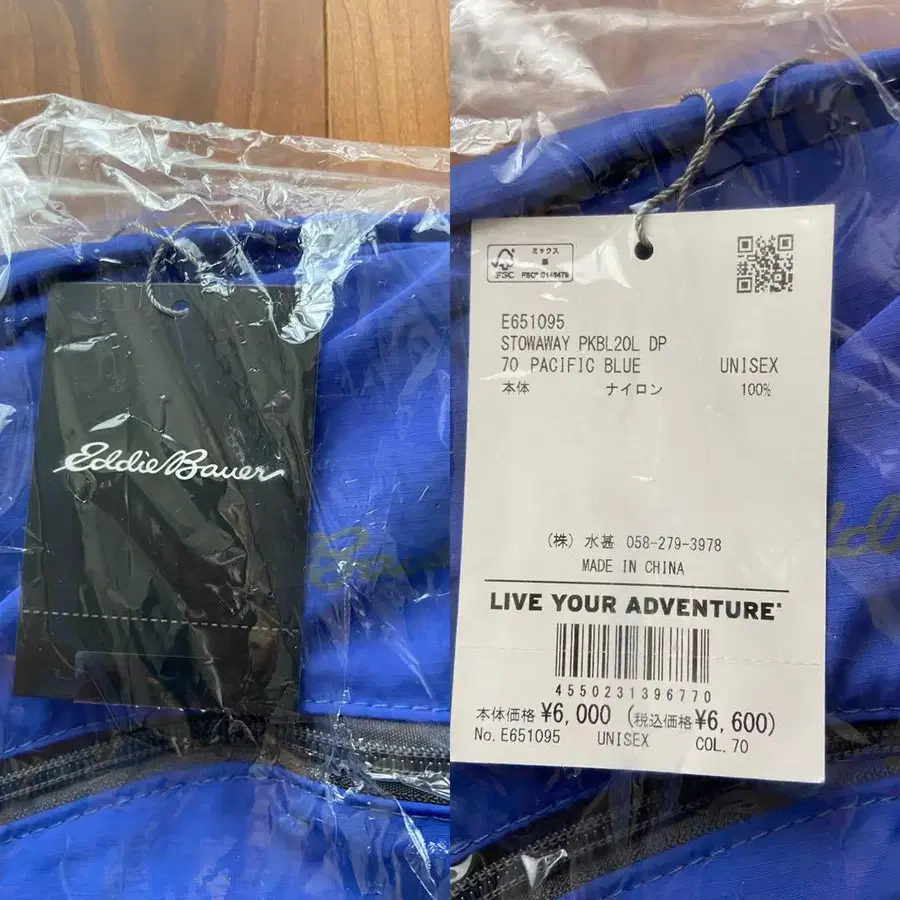 Eddie Bauer
ミックス
紙
FSC
FSC® C148479
E651095
STOWAWAY PKBL20L DP
70 PACIFIC BLUE UNISEX
本体 ナイロン 100%
(株) 水甚 058-279-3978
MADE IN CHINA
LIVE YOUR ADVENTURE®
4550231396770
本体価格 ¥6,000 (税込価格¥6,600)
No. E651095 UNISEX COL. 70